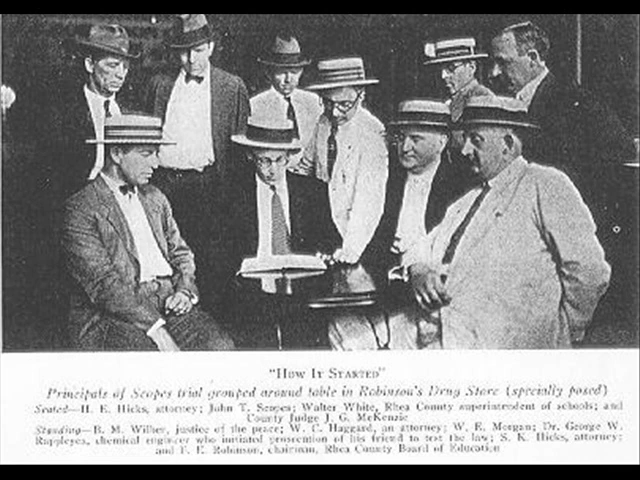 "How It Started"
Principals of Scopes trial grouped around table in Robinson's Drug Store (specially posed)
Seated—H. E. Hicks, attorney; John T. Scopes; Walter White, Rhea County superintendent of schools; and
County Judge J. G. McKenzie
Standing—B. M. Wilber, justice of the peace; W. C. Haggard, an attorney; W. E. Morgan; Dr. George W.
Rappleyea, chemical engineer who initiated prosecution of his friend to test the law; S. K. Hicks, attorney;
and F. E. Robinson, chairman, Rhea County Board of Education